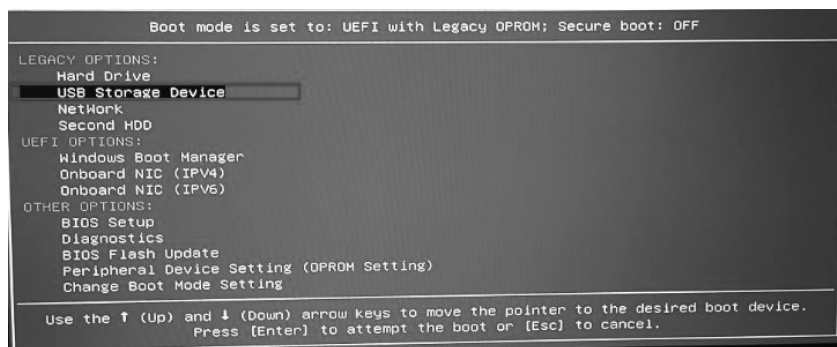 Boot mode is set to: UEFI with Legacy OPROM; Secure boot: OFF
LEGACY OPTIONS:
Hard Drive
USB Storage Device
NetWork
Second HDD
UEFI OPTIONS:
Windows Boot Manager
Onboard NIC (IPV4)
Onboard NIC (IPV6)
OTHER OPTIONS:
BIOS Setup
Diagnostics
BIOS Flash Update
Peripheral Device Setting (OPROM Setting)
Change Boot Mode Setting
Use the ↑ (Up) and ↓ (Down) arrow keys to move the pointer to the desired boot device.
Press [Enter] to attempt the boot or [Esc] to cancel.